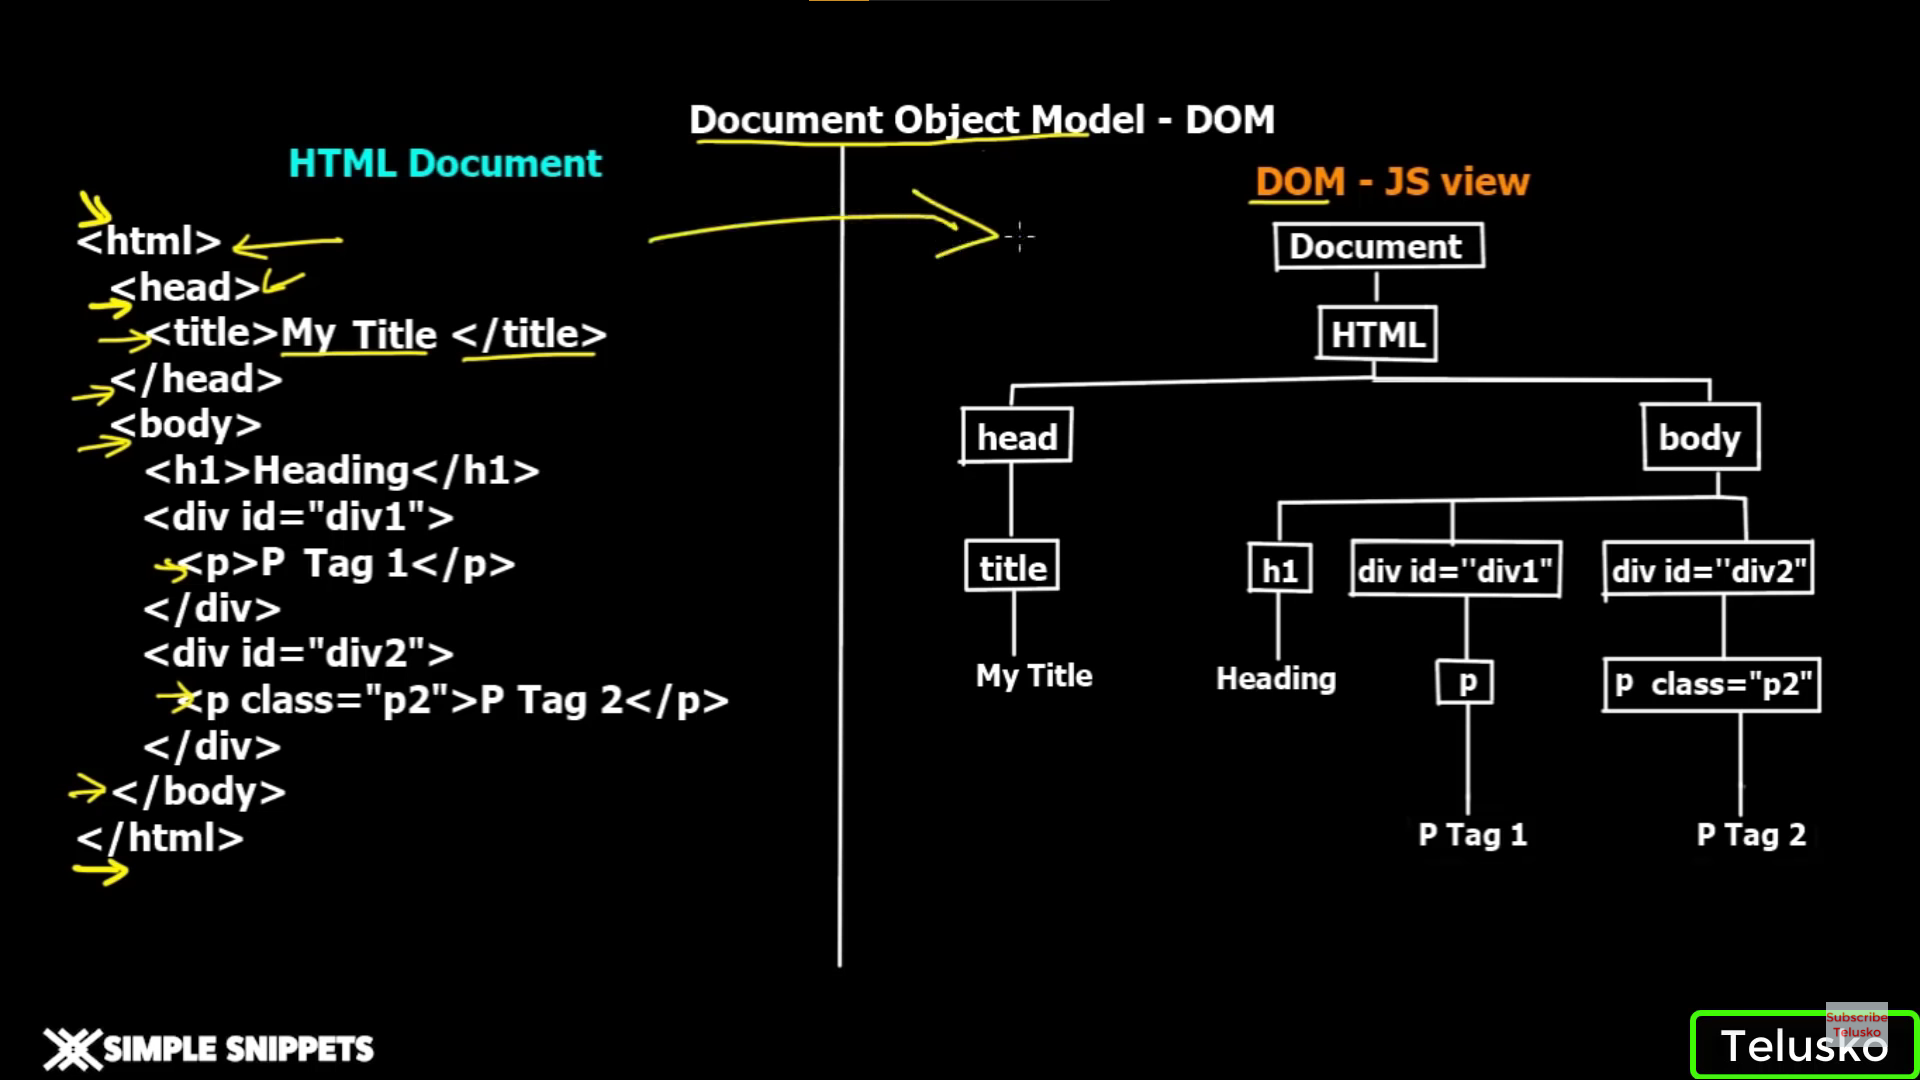 Document Object Model - DOM
HTML Document
<html>
<head>
<title>My Title </title>
</head>
<body>
<h1>Heading</h1>
<div id="div1">
<p>P Tag 1</p>
</div>
<div id="div2">
<p class="p2">P Tag 2</p>
</div>
</body>
</html>
DOM - JS view
Document
HTML
head body
title h1 div id=''div1" div id=''div2"
My Title Heading p p class="p2"
P Tag 1 P Tag 2
SIMPLE SNIPPETS
Subscribe
Telusko
Telusko